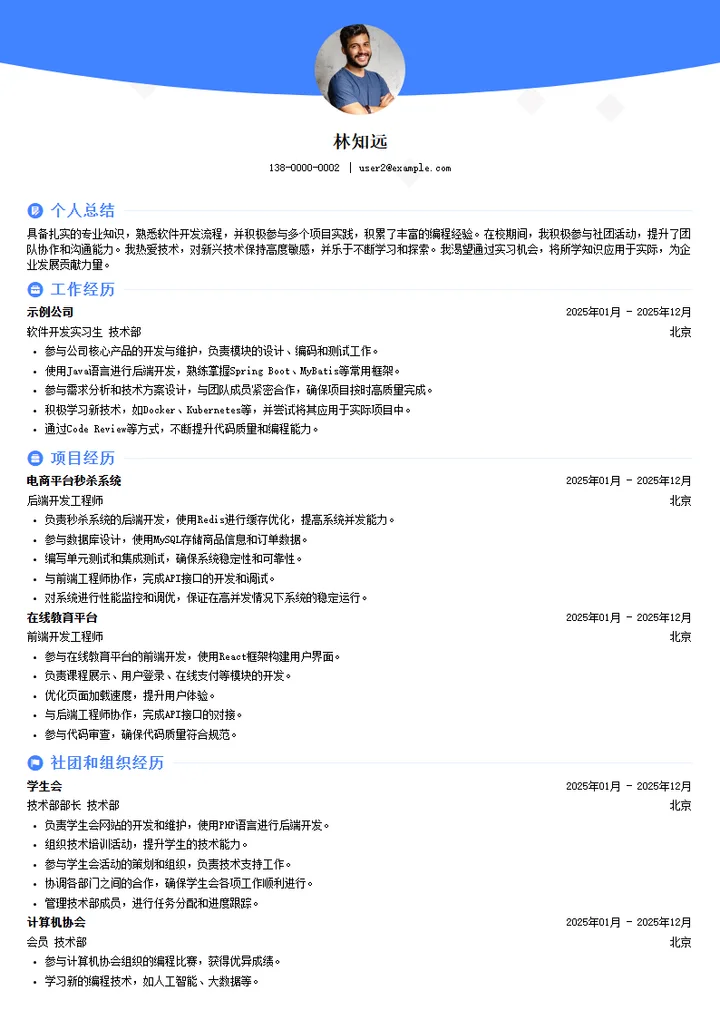 林知远
138-0000-0002 | user2@example.com
个人总结
具备扎实的专业知识，熟悉软件开发流程，并积极参与多个项目实践，积累了丰富的编程经验。在校期间，我积极参与社团活动，提升了团
队协作和沟通能力。我热爱技术，对新兴技术保持高度敏感，并乐于不断学习和探索。我渴望通过实习机会，将所学知识应用于实际，为企
业发展贡献力量。
工作经历
示例公司 2025年01月 - 2025年12月
软件开发实习生 技术部 北京
• 参与公司核心产品的开发与维护，负责模块的设计、编码和测试工作。
• 使用Java语言进行后端开发，熟练掌握Spring Boot、MyBatis等常用框架。
• 参与需求分析和技术方案设计，与团队成员紧密合作，确保项目按时高质量完成。
• 积极学习新技术，如Docker、Kubernetes等，并尝试将其应用于实际项目中。
• 通过Code Review等方式，不断提升代码质量和编程能力。
项目经历
电商平台秒杀系统 2025年01月 - 2025年12月
后端开发工程师 北京
• 负责秒杀系统的后端开发，使用Redis进行缓存优化，提高系统并发能力。
• 参与数据库设计，使用MySQL存储商品信息和订单数据。
• 编写单元测试和集成测试，确保系统稳定性和可靠性。
• 与前端工程师协作，完成API接口的开发和调试。
• 对系统进行性能监控和调优，保证在高并发情况下系统的稳定运行。
在线教育平台 2025年01月 - 2025年12月
前端开发工程师 北京
• 参与在线教育平台的前端开发，使用React框架构建用户界面。
• 负责课程展示、用户登录、在线支付等模块的开发。
• 优化页面加载速度，提升用户体验。
• 与后端工程师协作，完成API接口的对接。
• 参与代码审查，确保代码质量符合规范。
社团和组织经历
学生会 2025年01月 - 2025年12月
技术部部长 技术部 北京
• 负责学生会网站的开发和维护，使用PHP语言进行后端开发。
• 组织技术培训活动，提升学生的技术能力。
• 参与学生会活动的策划和组织，负责技术支持工作。
• 协调各部门之间的合作，确保学生会各项工作顺利进行。
• 管理技术部成员，进行任务分配和进度跟踪。
计算机协会 2025年01月 - 2025年12月
会员 技术部 北京
• 参与计算机协会组织的编程比赛，获得优异成绩。
• 学习新的编程技术，如人工智能、大数据等。